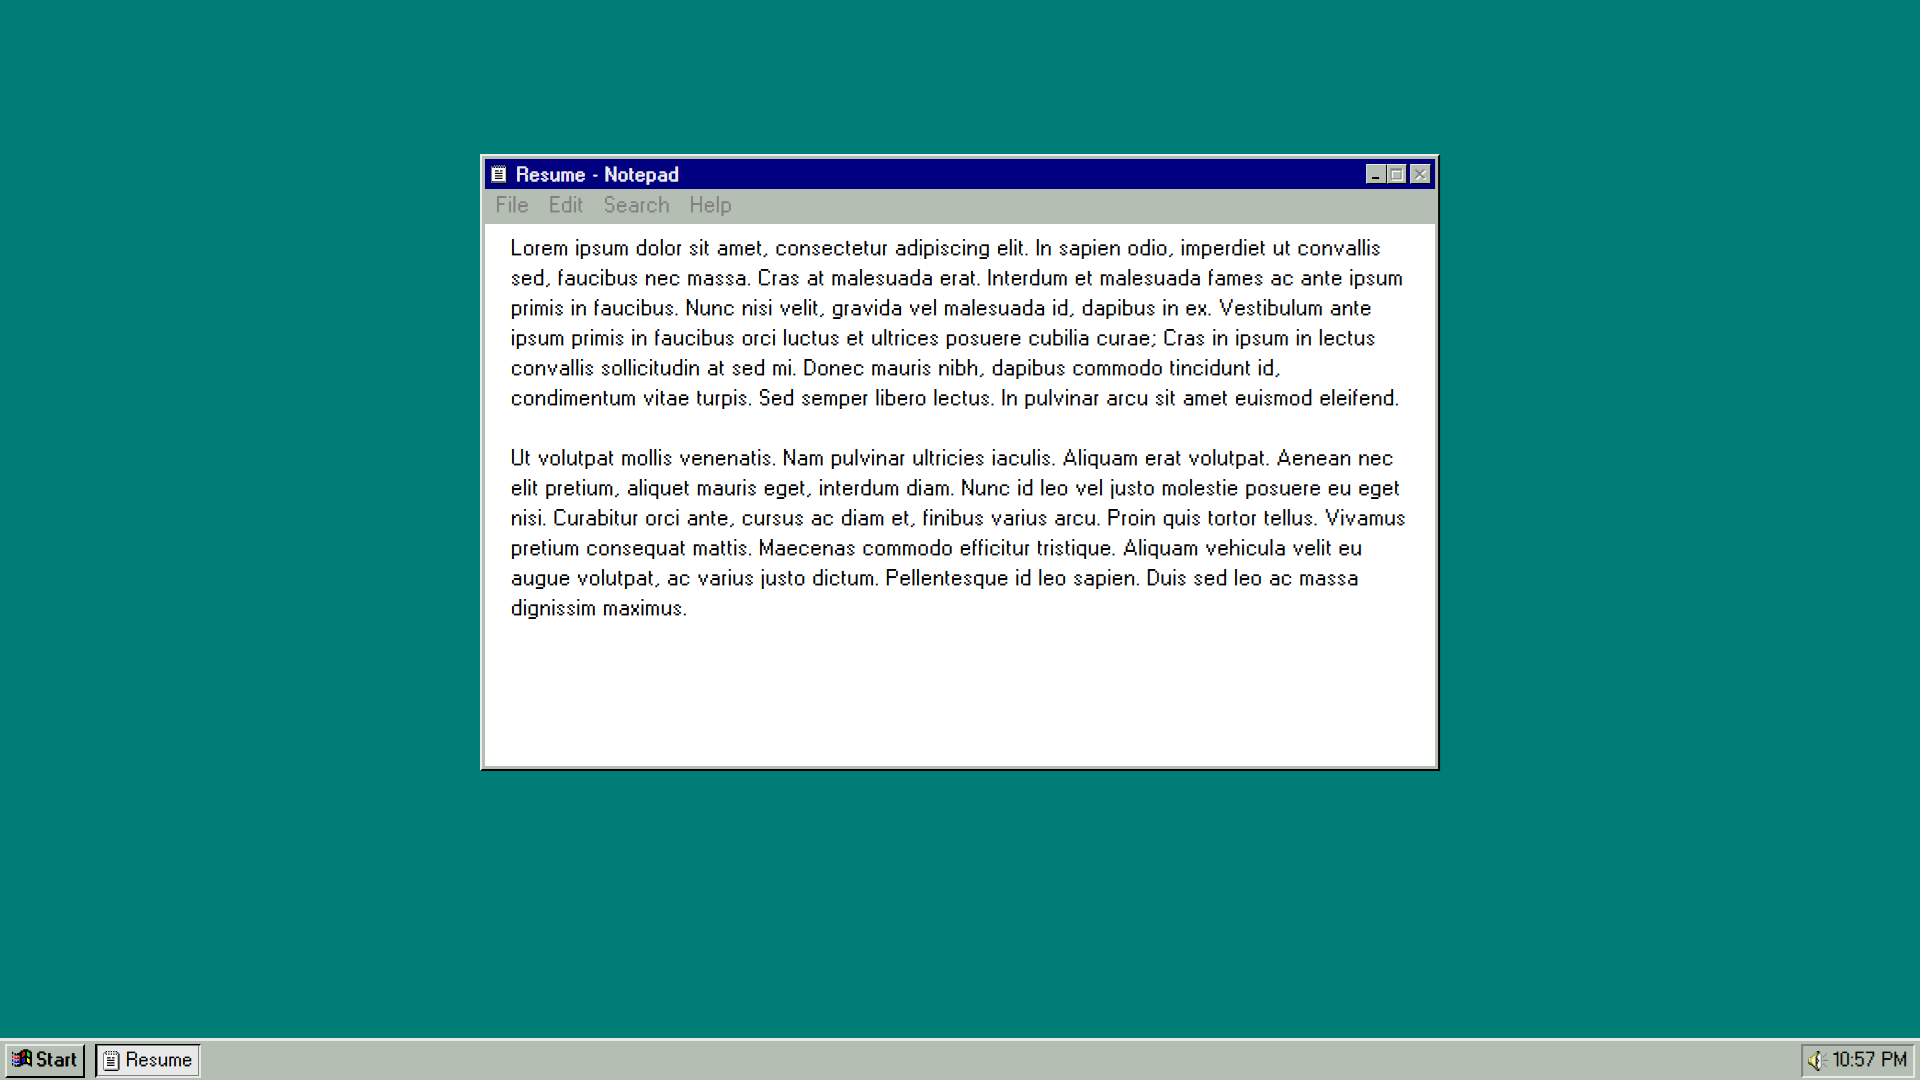 Resume - Notepad
File Edit Search Help
Lorem ipsum dolor sit amet, consectetur adipiscing elit. In sapien odio, imperdiet ut convallis
sed, faucibus nec massa. Cras at malesuada erat. Interdum et malesuada fames ac ante ipsum
primis in faucibus. Nunc nisi velit, gravida vel malesuada id, dapibus in ex. Vestibulum ante
ipsum primis in faucibus orci luctus et ultrices posuere cubilia curae; Cras in ipsum in lectus
convallis sollicitudin at sed mi. Donec mauris nibh, dapibus commodo tincidunt id,
condimentum vitae turpis. Sed semper libero lectus. In pulvinar arcu sit amet euismod eleifend.
Ut volutpat mollis venenatis. Nam pulvinar ultricies iaculis. Aliquam erat volutpat. Aenean nec
elit pretium, aliquet mauris eget, interdum diam. Nunc id leo vel justo molestie posuere eu eget
nisi. Curabitur orci ante, cursus ac diam et, finibus varius arcu. Proin quis tortor tellus. Vivamus
pretium consequat mattis. Maecenas commodo efficitur tristique. Aliquam vehicula velit eu
augue volutpat, ac varius justo dictum. Pellentesque id leo sapien. Duis sed leo ac massa
dignissim maximus.
Start Resume 10:57 PM